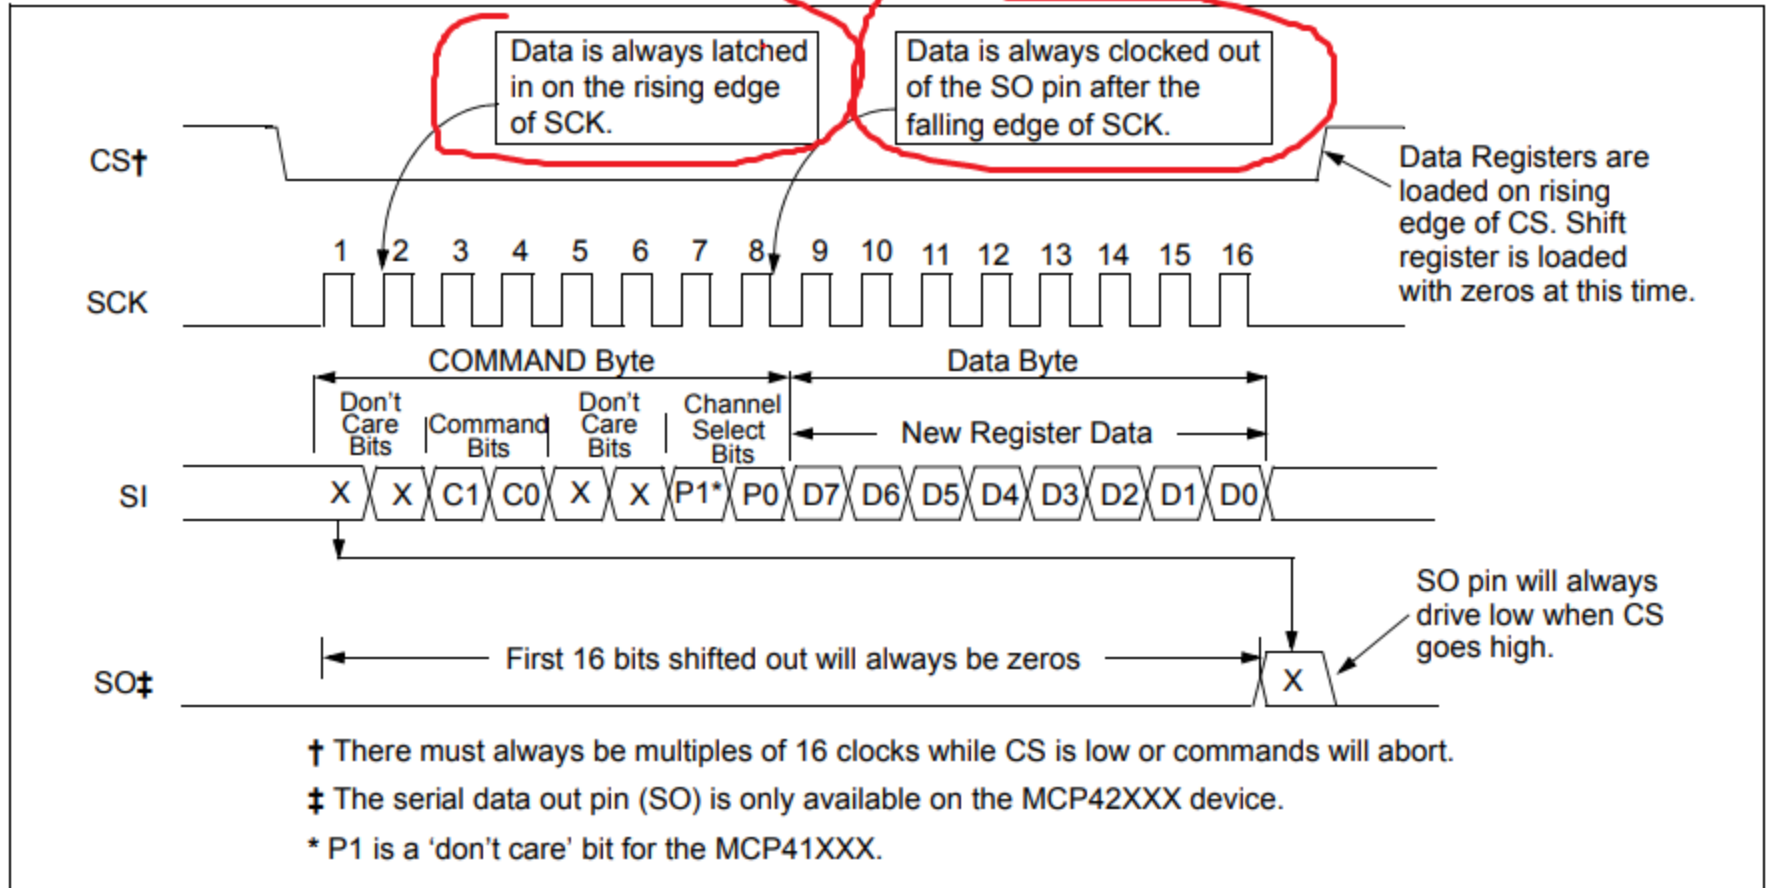 Data is always latched
in on the rising edge
of SCK.
Data is always clocked out
of the SO pin after the
falling edge of SCK.
CS†
Data Registers are
loaded on rising
edge of CS. Shift
register is loaded
with zeros at this time.
1 2 3 4 5 6 7 8 9 10 11 12 13 14 15 16
SCK
COMMAND Byte
Data Byte
Don't
Care
Bits
Command
Bits
Don't
Care
Bits
Channel
Select
Bits
New Register Data
SI
X X C1 C0 X X P1* P0 D7 D6 D5 D4 D3 D2 D1 D0
SO pin will always
drive low when CS
goes high.
First 16 bits shifted out will always be zeros
SO‡
X
† There must always be multiples of 16 clocks while CS is low or commands will abort.
‡ The serial data out pin (SO) is only available on the MCP42XXX device.
* P1 is a ‘don't care’ bit for the MCP41XXX.